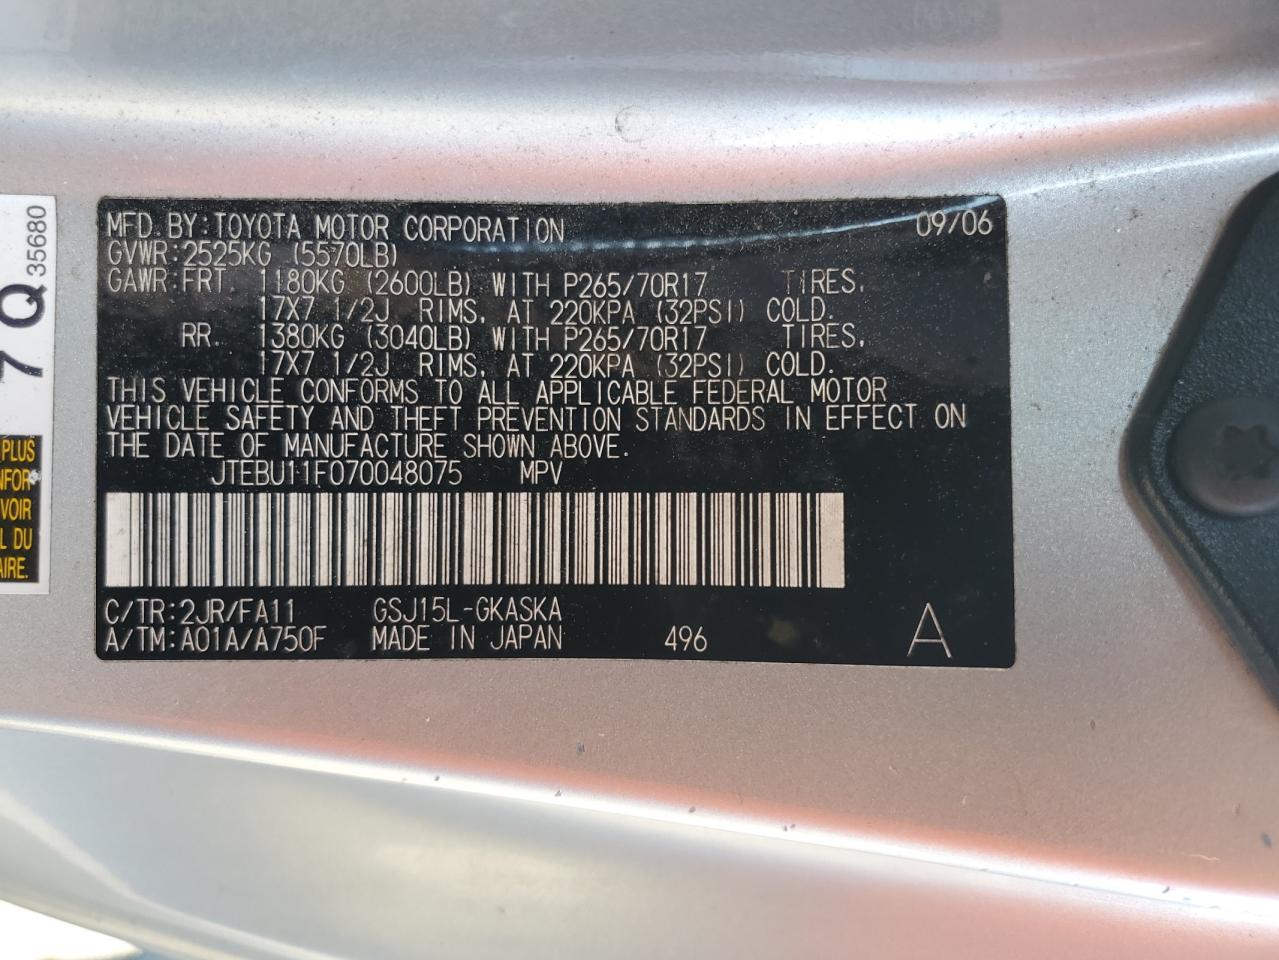 MFD.BY:TOYOTA MOTOR CORPORATION 09/06
GVWR:2525KG (5570LB)
GAWR:FRT. 1180KG (2600LB) WITH P265/70R17 TIRES,
17X7 1/2J RIMS, AT 220KPA (32PSI) COLD.
RR. 1380KG (3040LB) WITH P265/70R17 TIRES,
17X7 1/2J RIMS, AT 220KPA (32PSI) COLD.
THIS VEHICLE CONFORMS TO ALL APPLICABLE FEDERAL MOTOR
VEHICLE SAFETY AND THEFT PREVENTION STANDARDS IN EFFECT ON
THE DATE OF MANUFACTURE SHOWN ABOVE.
JTEBU11F070048075 MPV
C/TR:2JR/FA11 GSJ15L-GKASKA
A/TM:A01A/A750F MADE IN JAPAN 496 A
7 Q 35680
PLUS
NFOR
VOIR
L DU
AIRE.